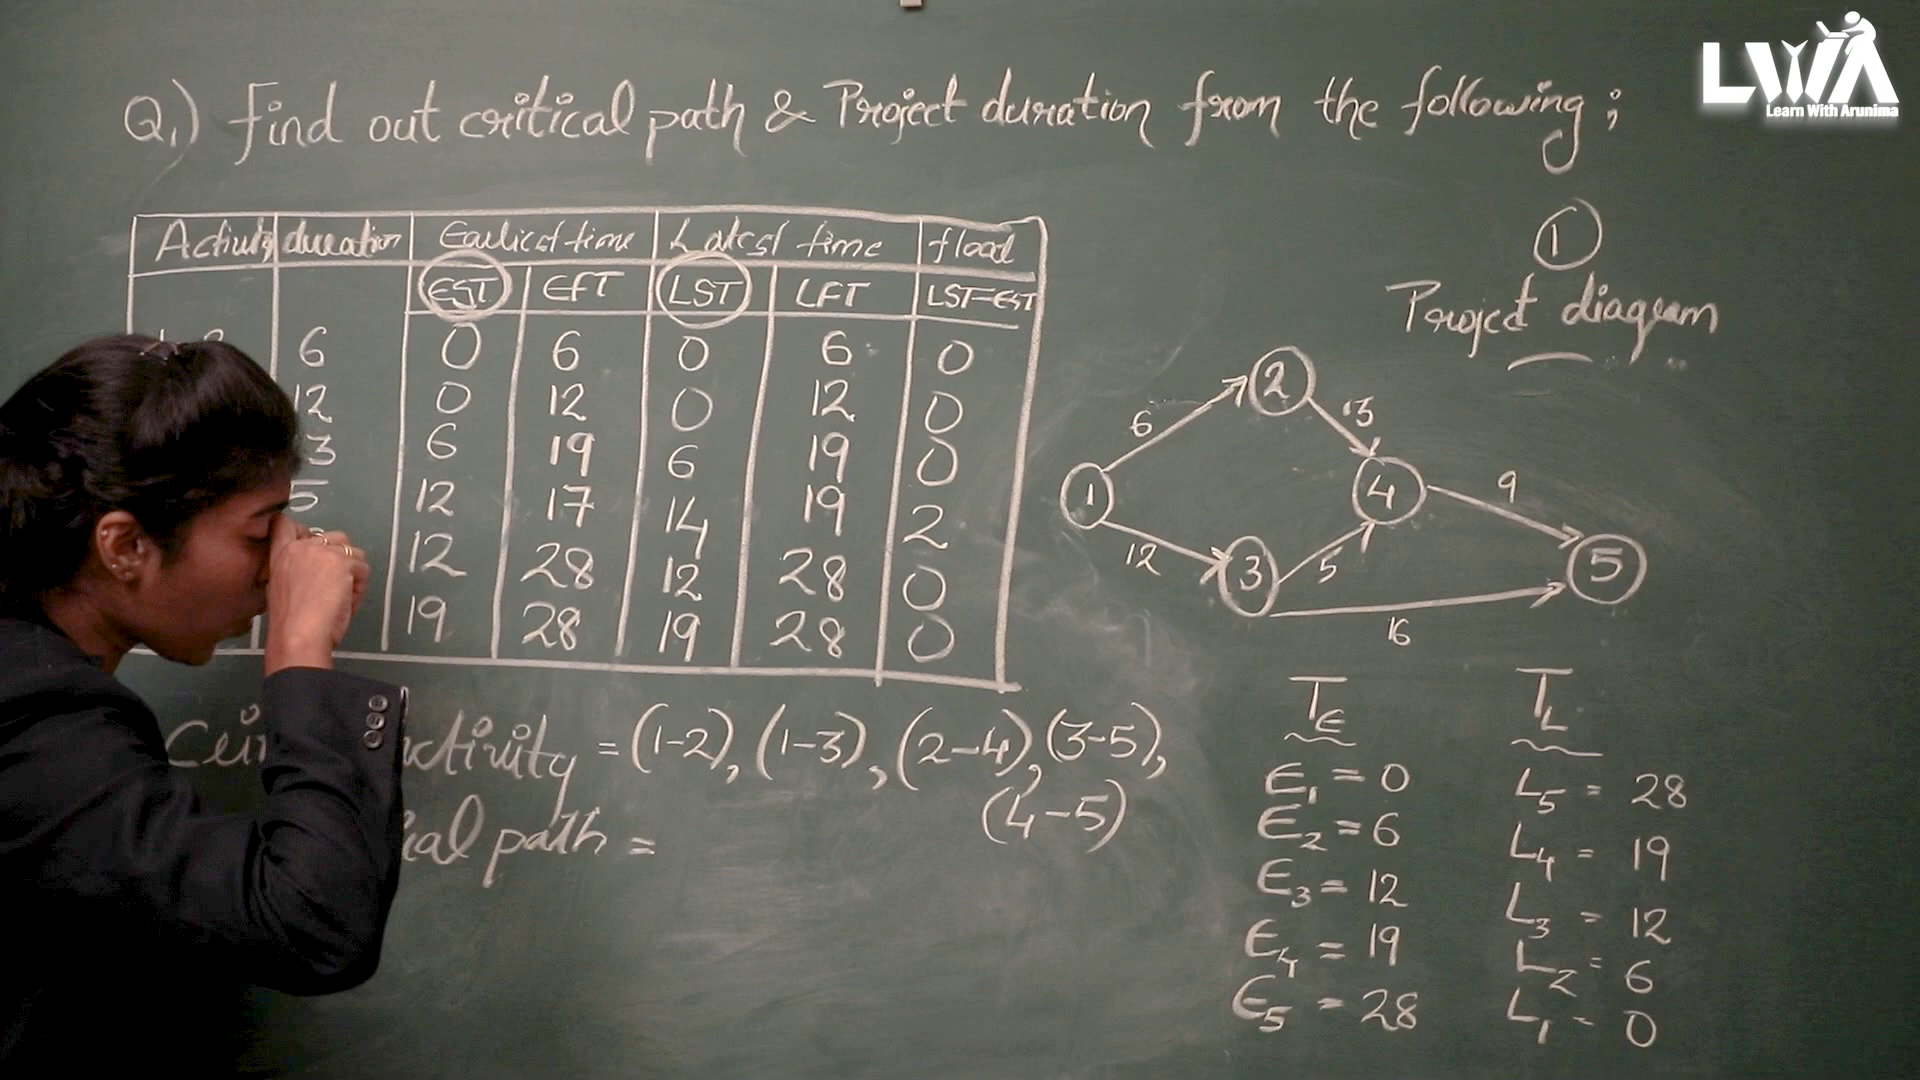 LWA
Learn With Arunima
Q.) Find out critical path & Project duration from the following ;
Activity duration Earliest time Latest time float
EST EFT LST LFT LST-EST
6 0 6 0 6 0
12 0 12 0 12 0
3 6 19 6 19 0
5 12 17 14 19 2
12 28 12 28 0
19 28 19 28 0
activity = (1-2), (1-3), (2-4), (3-5),
(4-5)
path =
1
Project diagram
2
6 13
1 4 9
12 3 5 5
16
TE TL
E1 = 0 L5 = 28
E2 = 6 L4 = 19
E3 = 12 L3 = 12
E4 = 19 L2 = 6
E5 = 28 L1 = 0